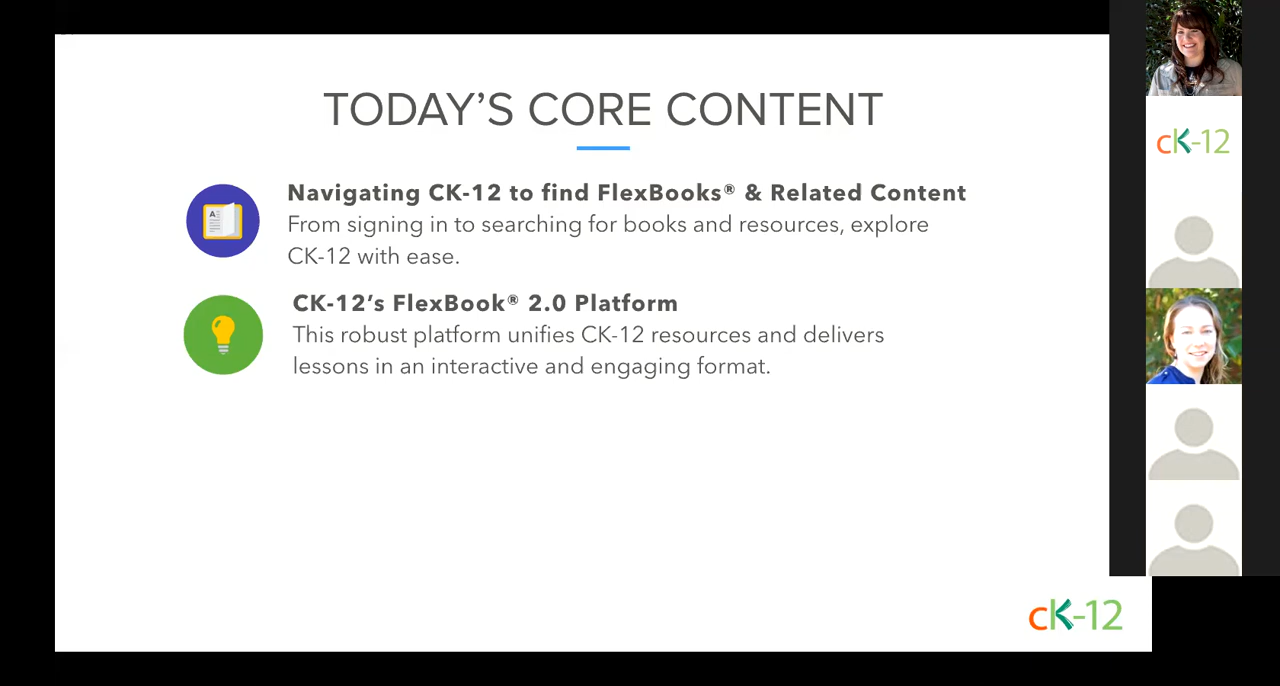 TODAY’S CORE CONTENT
Navigating CK-12 to find FlexBooks® & Related Content
From signing in to searching for books and resources, explore
CK-12 with ease.
CK-12’s FlexBook® 2.0 Platform
This robust platform unifies CK-12 resources and delivers
lessons in an interactive and engaging format.
cK-12
cK-12